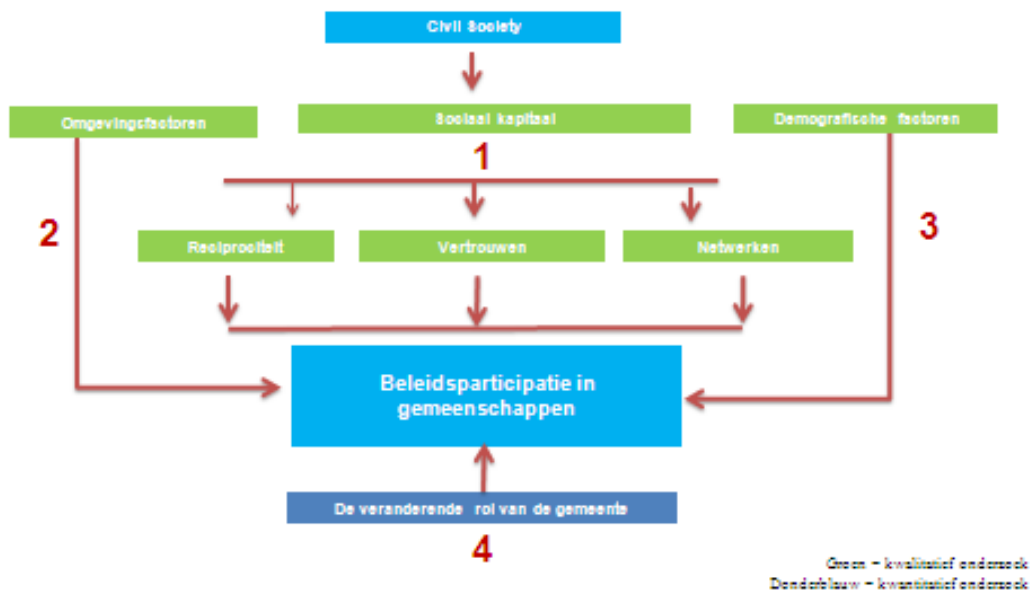 Civil Society
Omgevingsfactoren
Sociaal kapitaal
Demografische factoren
1
2
3
Reciprociteit
Vertrouwen
Netwerken
Beleidsparticipatie in
gemeenschappen
De veranderende rol van de gemeente
4
Groen = kwalitatief onderzoek
Donderblauw = kwantitatief onderzoek